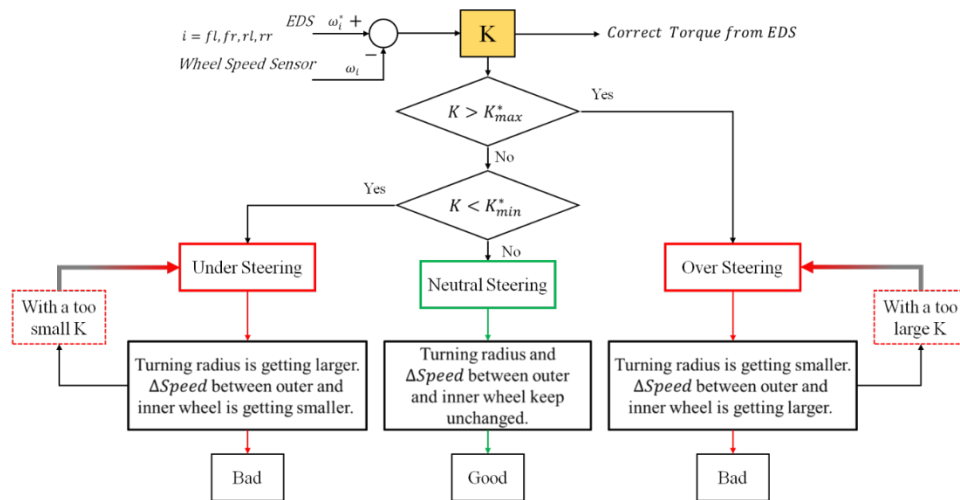 EDS ω*i +
i = fl, fr, rl, rr
Wheel Speed Sensor ωi −
K
Correct Torque from EDS
K > K*max
Yes
No
Yes
K < K*min
No
Under Steering
Neutral Steering
Over Steering
With a too
small K
With a too
large K
Turning radius is getting larger.
ΔSpeed between outer and
inner wheel is getting smaller.
Turning radius and
ΔSpeed between outer
and inner wheel keep
unchanged.
Turning radius is getting smaller.
ΔSpeed between outer and
inner wheel is getting larger.
Bad
Good
Bad